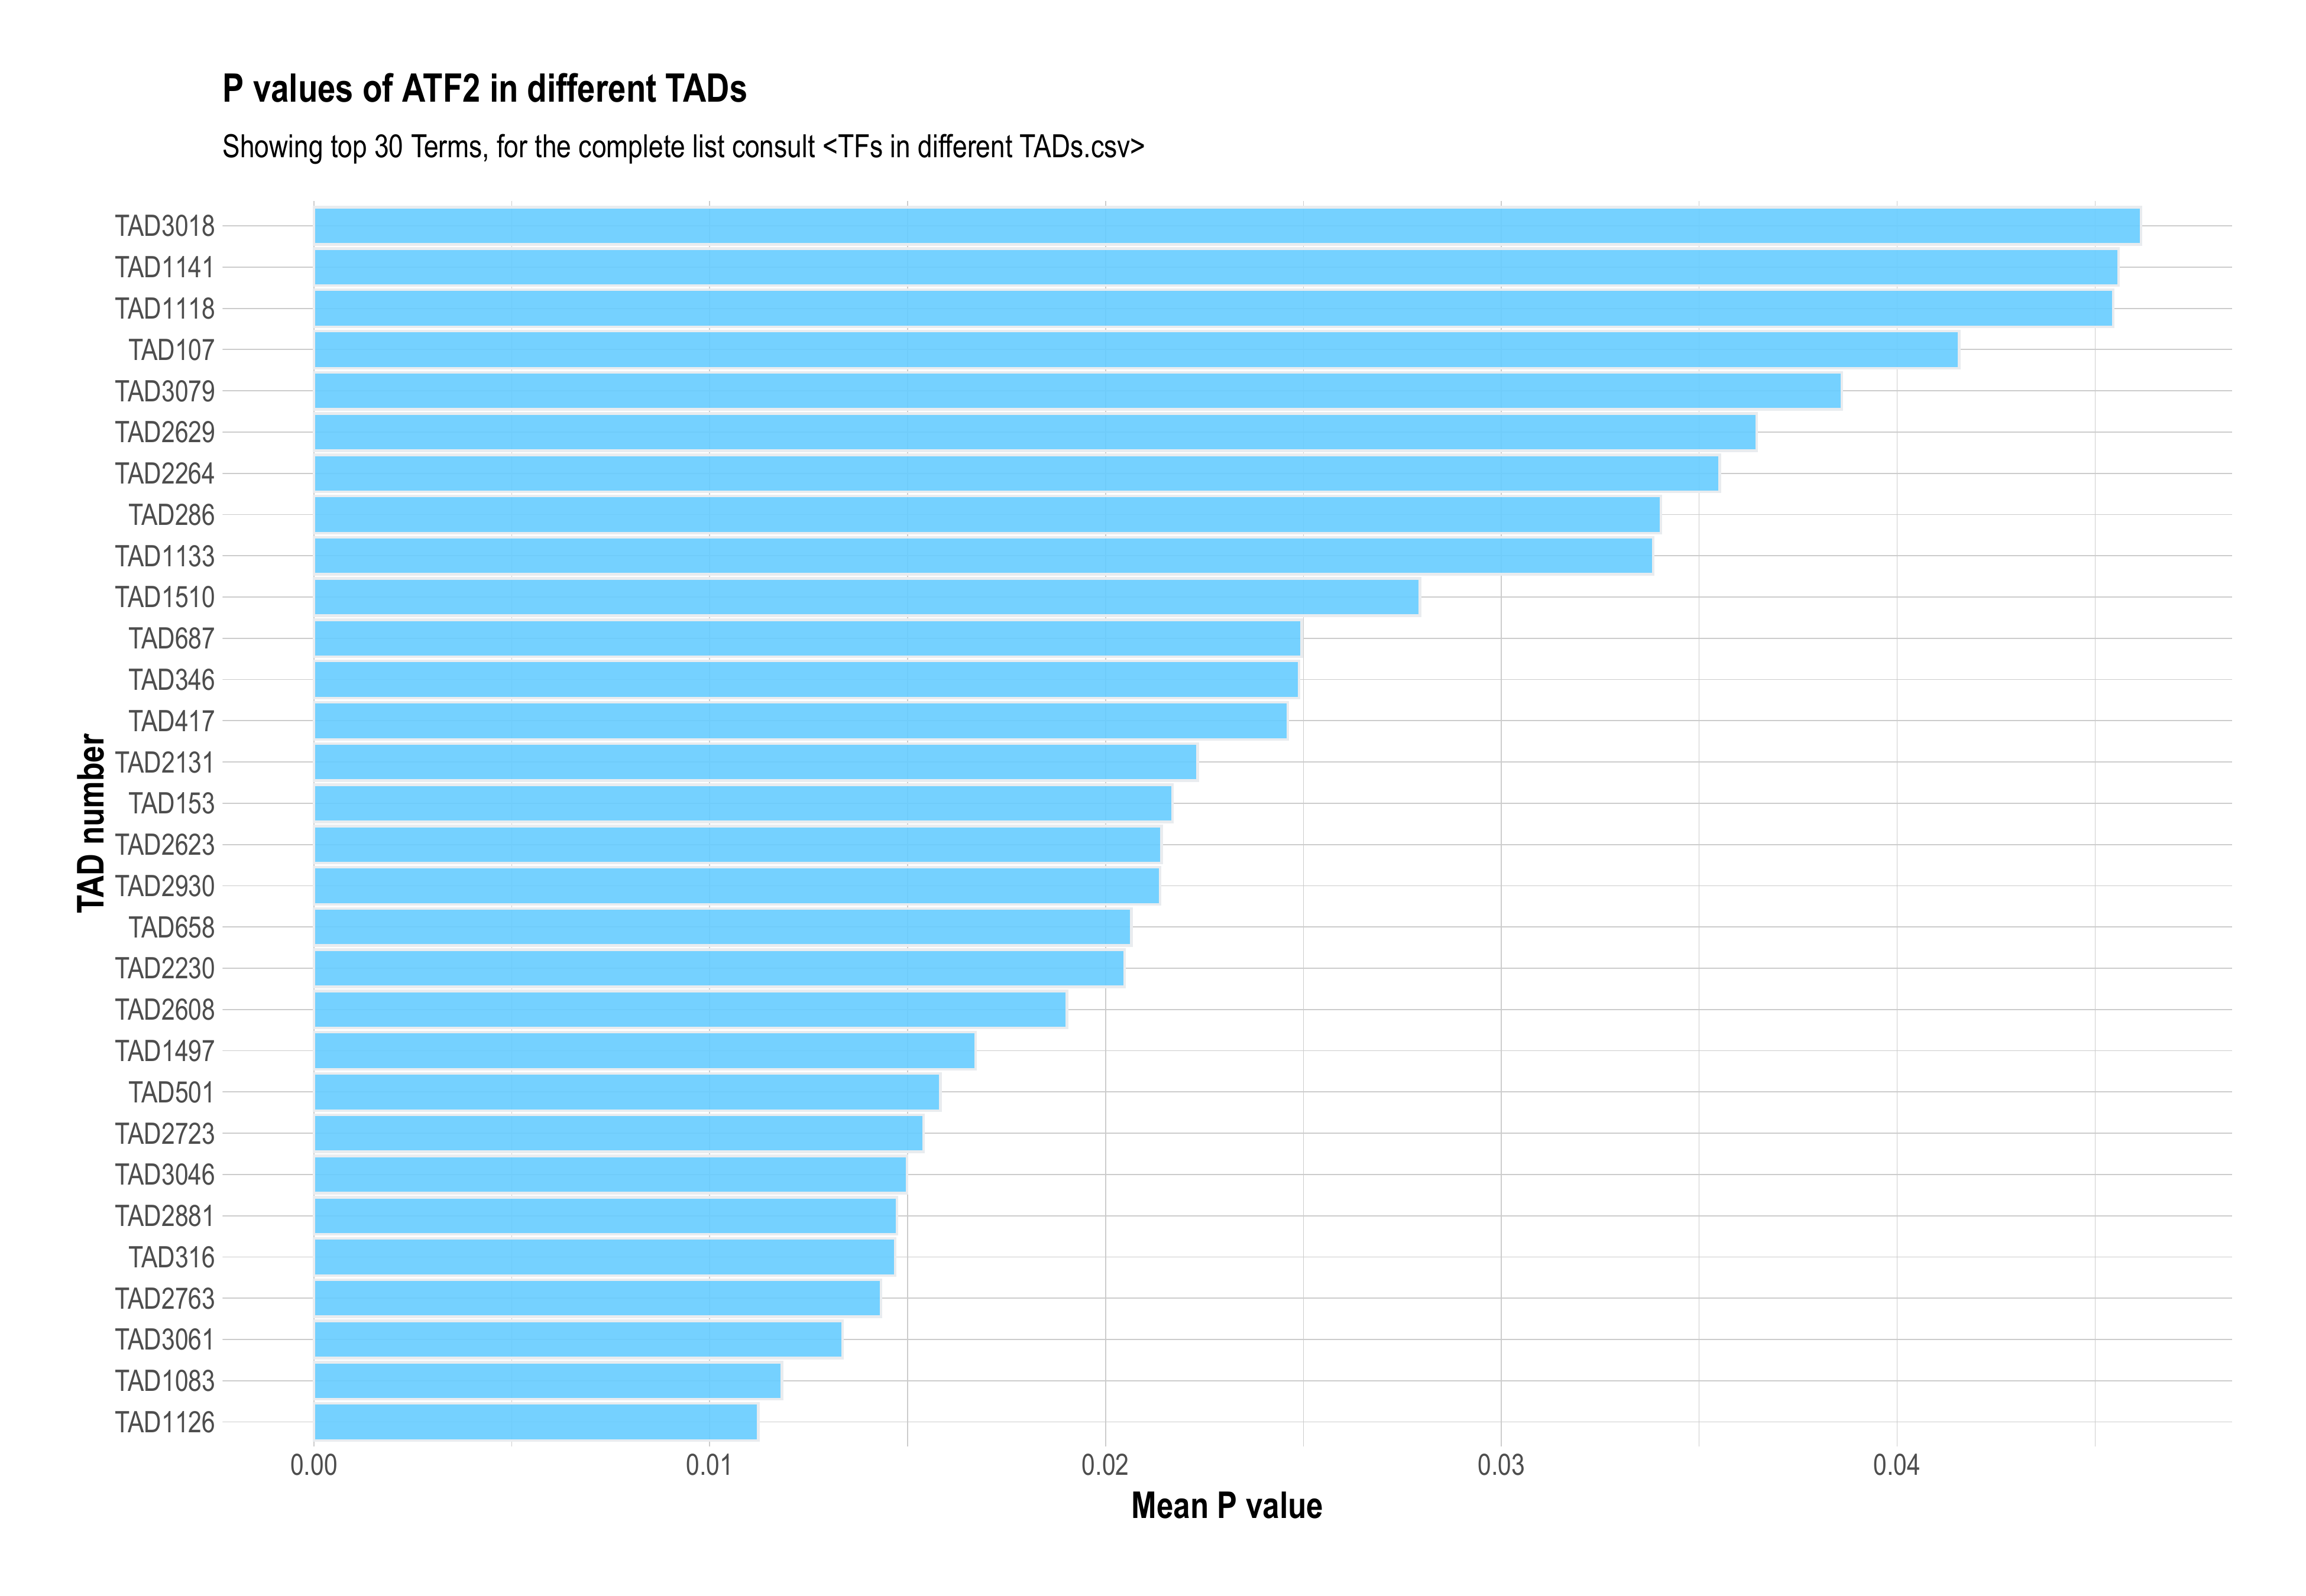 P values of ATF2 in different TADs
Showing top 30 Terms, for the complete list consult <TFs in different TADs.csv>
TAD number
TAD3018
TAD1141
TAD1118
TAD107
TAD3079
TAD2629
TAD2264
TAD286
TAD1133
TAD1510
TAD687
TAD346
TAD417
TAD2131
TAD153
TAD2623
TAD2930
TAD658
TAD2230
TAD2608
TAD1497
TAD501
TAD2723
TAD3046
TAD2881
TAD316
TAD2763
TAD3061
TAD1083
TAD1126
0.00 0.01 0.02 0.03 0.04
Mean P value